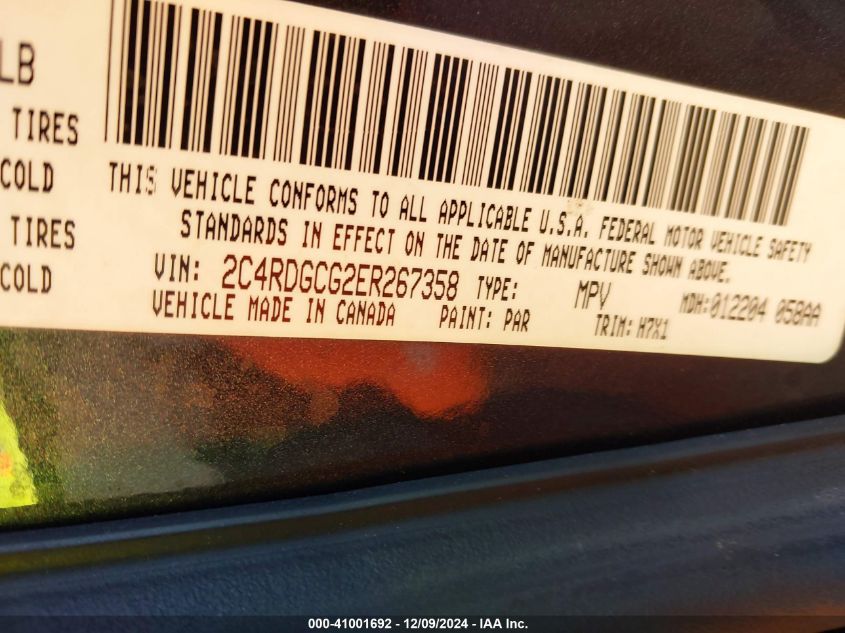 LB
TIRES
COLD
TIRES
COLD
THIS VEHICLE CONFORMS TO ALL APPLICABLE U.S.A. FEDERAL MOTOR VEHICLE SAFETY
STANDARDS IN EFFECT ON THE DATE OF MANUFACTURE SHOWN ABOVE.
VIN: 2C4RDGCG2ER267358 TYPE: MPV MDH:012204 058AA
VEHICLE MADE IN CANADA PAINT: PAR TRIM: H7X1
000-41001692 - 12/09/2024 - IAA Inc.